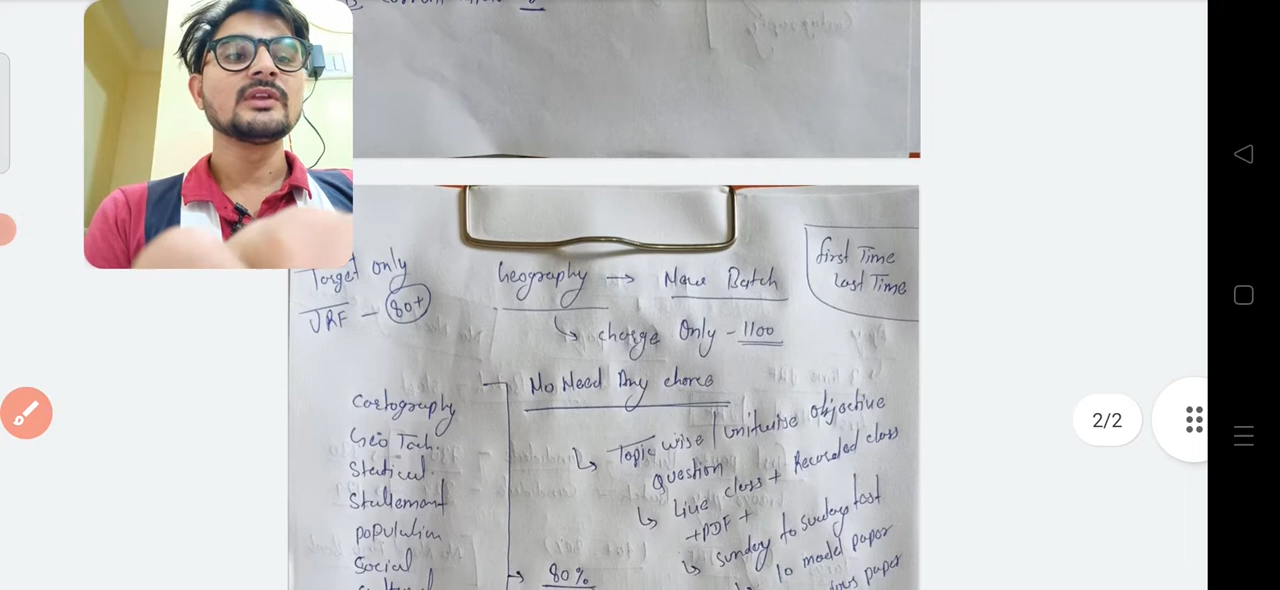 Target only
JRF - 80+
Geography → New Batch
↳ charge Only - 1100
first Time
Last Time
No Need Any
Cartography
Geo Tech.
Statical
Stallement
population
Social
↳ Topic wise / unitwise objective
Question
↳ Live class + Recorded class
+ PDF +
↳ Sunday to Sunday test
10 model paper
paper
→ 80%
2/2